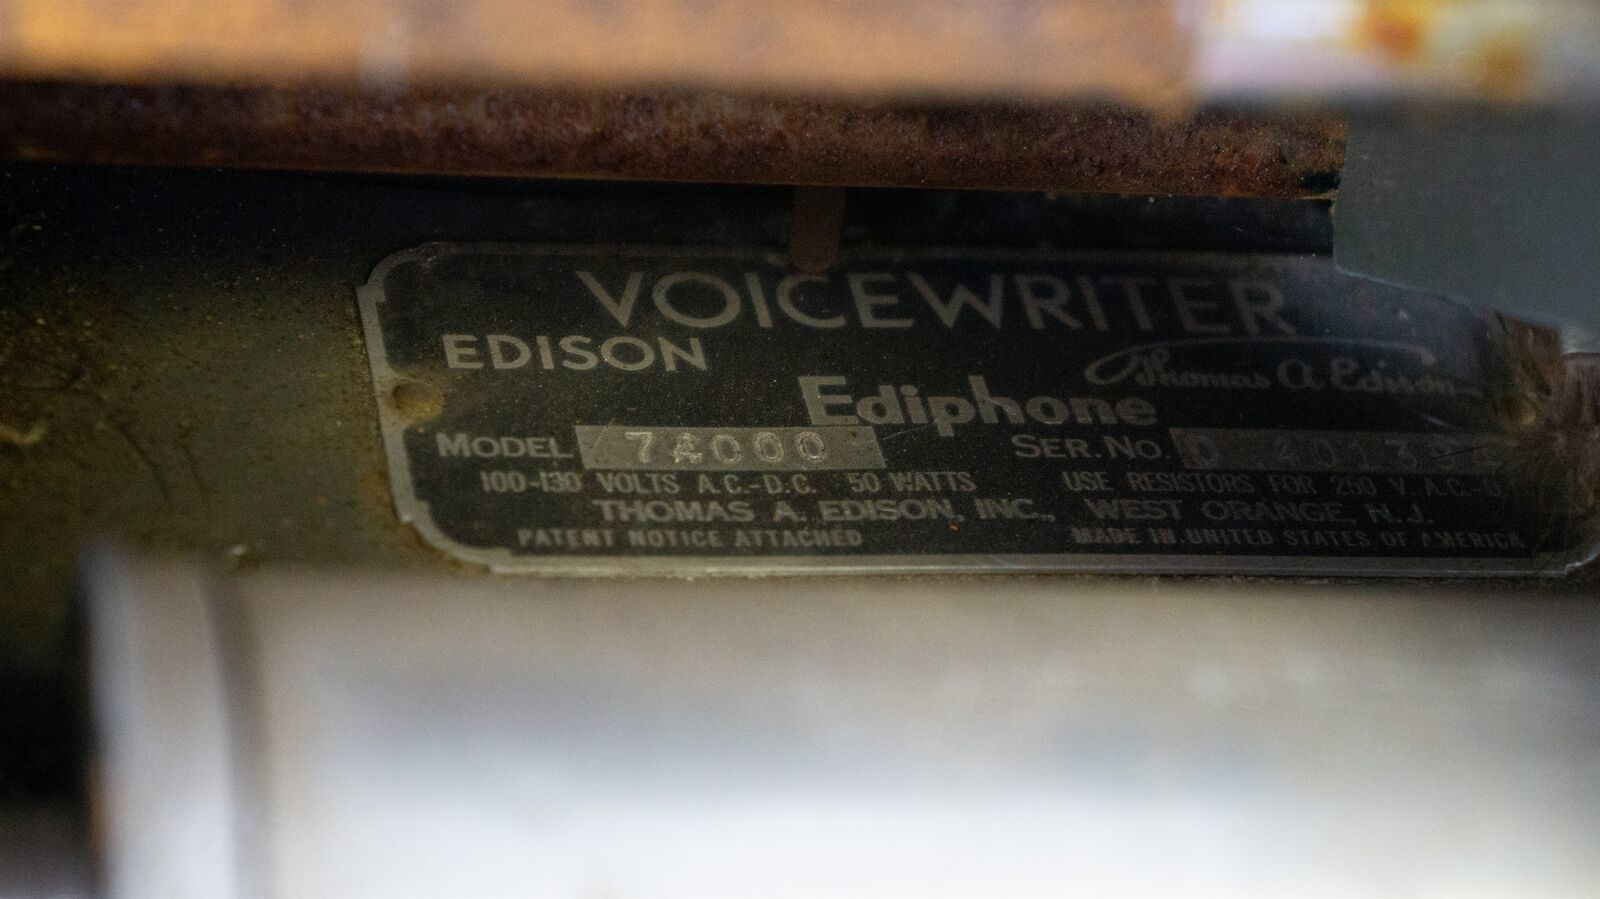 VOICEWRITER
EDISON Thomas A Edison
Ediphone
MODEL 74000 SER. NO. D 401394
100-130 VOLTS A.C.-D.C. 50 WATTS USE RESISTORS FOR 250 V. A.C.-D
THOMAS A. EDISON, INC., WEST ORANGE, N. J.
PATENT NOTICE ATTACHED MADE IN UNITED STATES OF AMERICA